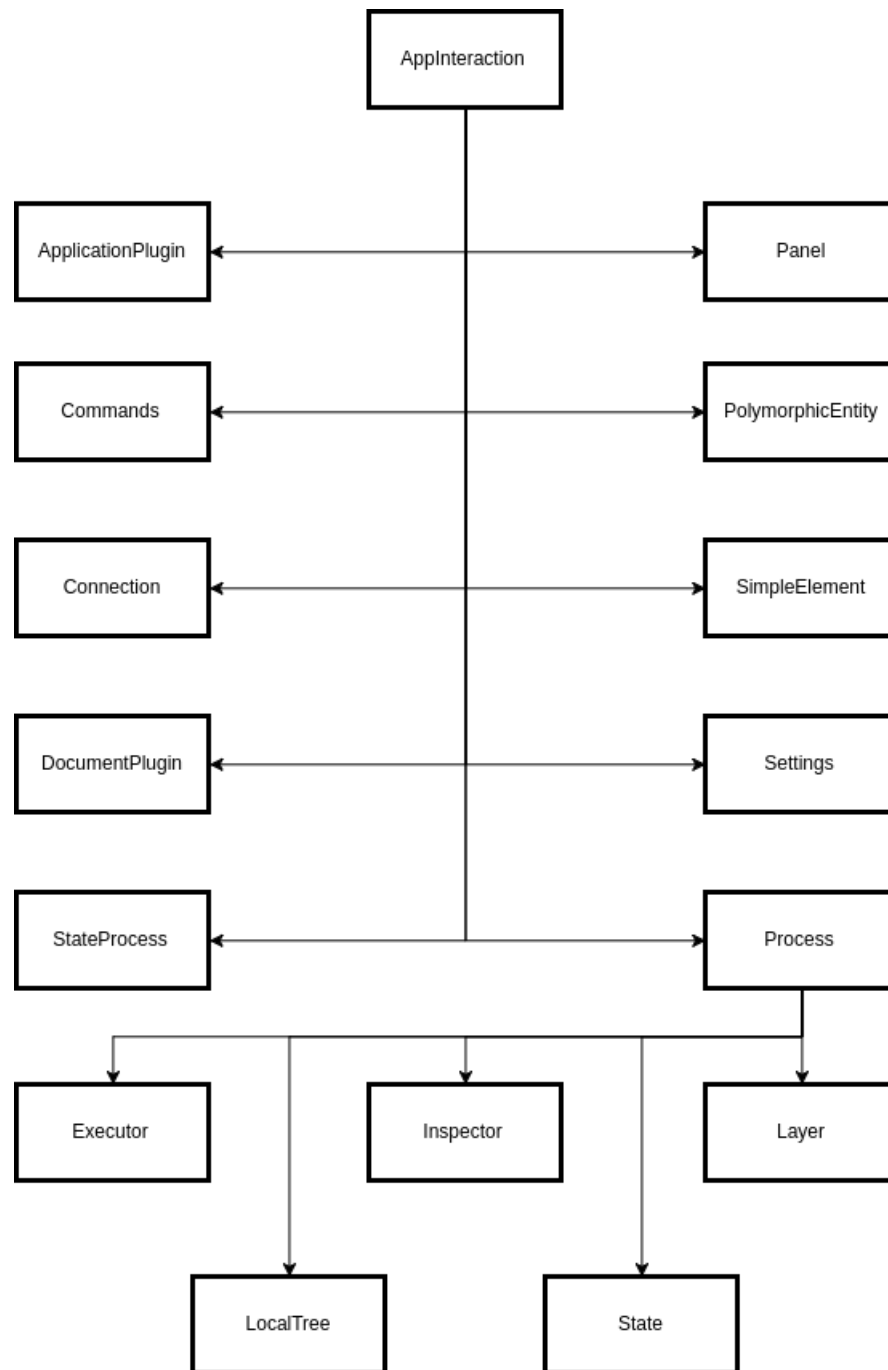 AppInteraction
ApplicationPlugin
Panel
Commands
PolymorphicEntity
Connection
SimpleElement
DocumentPlugin
Settings
StateProcess
Process
Executor
Inspector
Layer
LocalTree
State